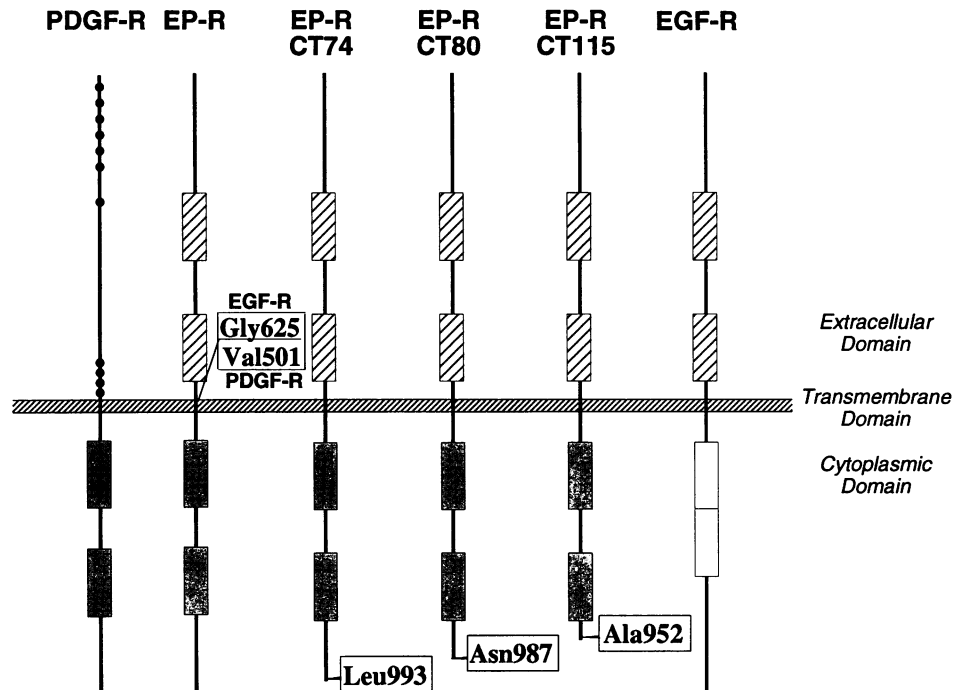 PDGF-R EP-R EP-R EP-R EP-R EGF-R
CT74 CT80 CT115
EGF-R
Gly625
Val501
PDGF-R
Extracellular
Domain
Transmembrane
Domain
Cytoplasmic
Domain
Ala952
Asn987
Leu993